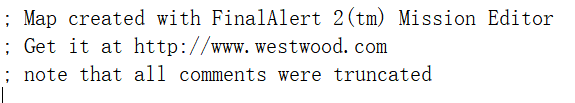 ; Map created with FinalAlert 2(tm) Mission Editor
; Get it at http://www.westwood.com
; note that all comments were truncated